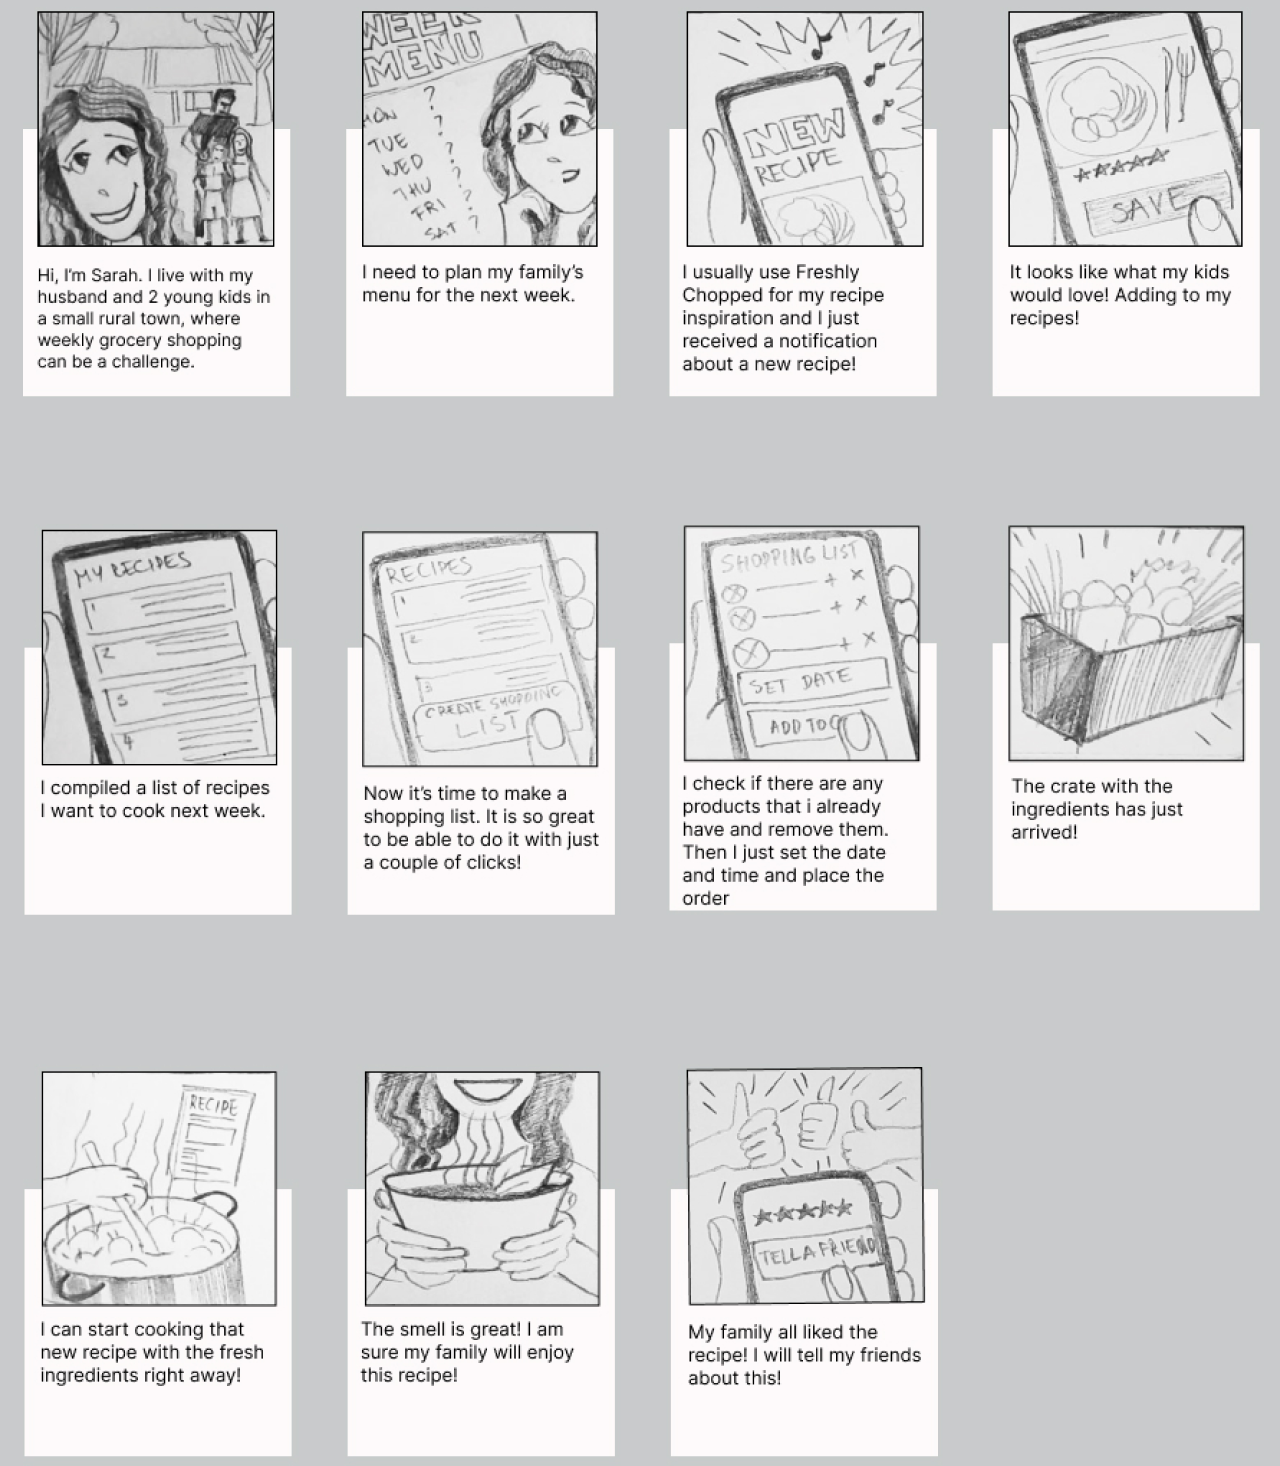 Hi, I'm Sarah. I live with my
husband and 2 young kids in
a small rural town, where
weekly grocery shopping
can be a challenge.
WEEK
MENU
MON ?
TUE ?
WED ?
THU ?
FRI ?
SAT ?
I need to plan my family's
menu for the next week.
NEW
RECIPE
I usually use Freshly
Chopped for my recipe
inspiration and I just
received a notification
about a new recipe!
SAVE
It looks like what my kids
would love! Adding to my
recipes!
MY RECIPES
1
2
3
4
I compiled a list of recipes
I want to cook next week.
RECIPES
1
2
3
CREATE SHOPPING
LIST
Now it's time to make a
shopping list. It is so great
to be able to do it with just
a couple of clicks!
SHOPPING LIST
+ X
+ X
+ X
SET DATE
ADD TO C
I check if there are any
products that i already
have and remove them.
Then I just set the date
and time and place the
order
The crate with the
ingredients has just
arrived!
RECIPE
I can start cooking that
new recipe with the fresh
ingredients right away!
The smell is great! I am
sure my family will enjoy
this recipe!
TELL A FRIEND
My family all liked the
recipe! I will tell my friends
about this!